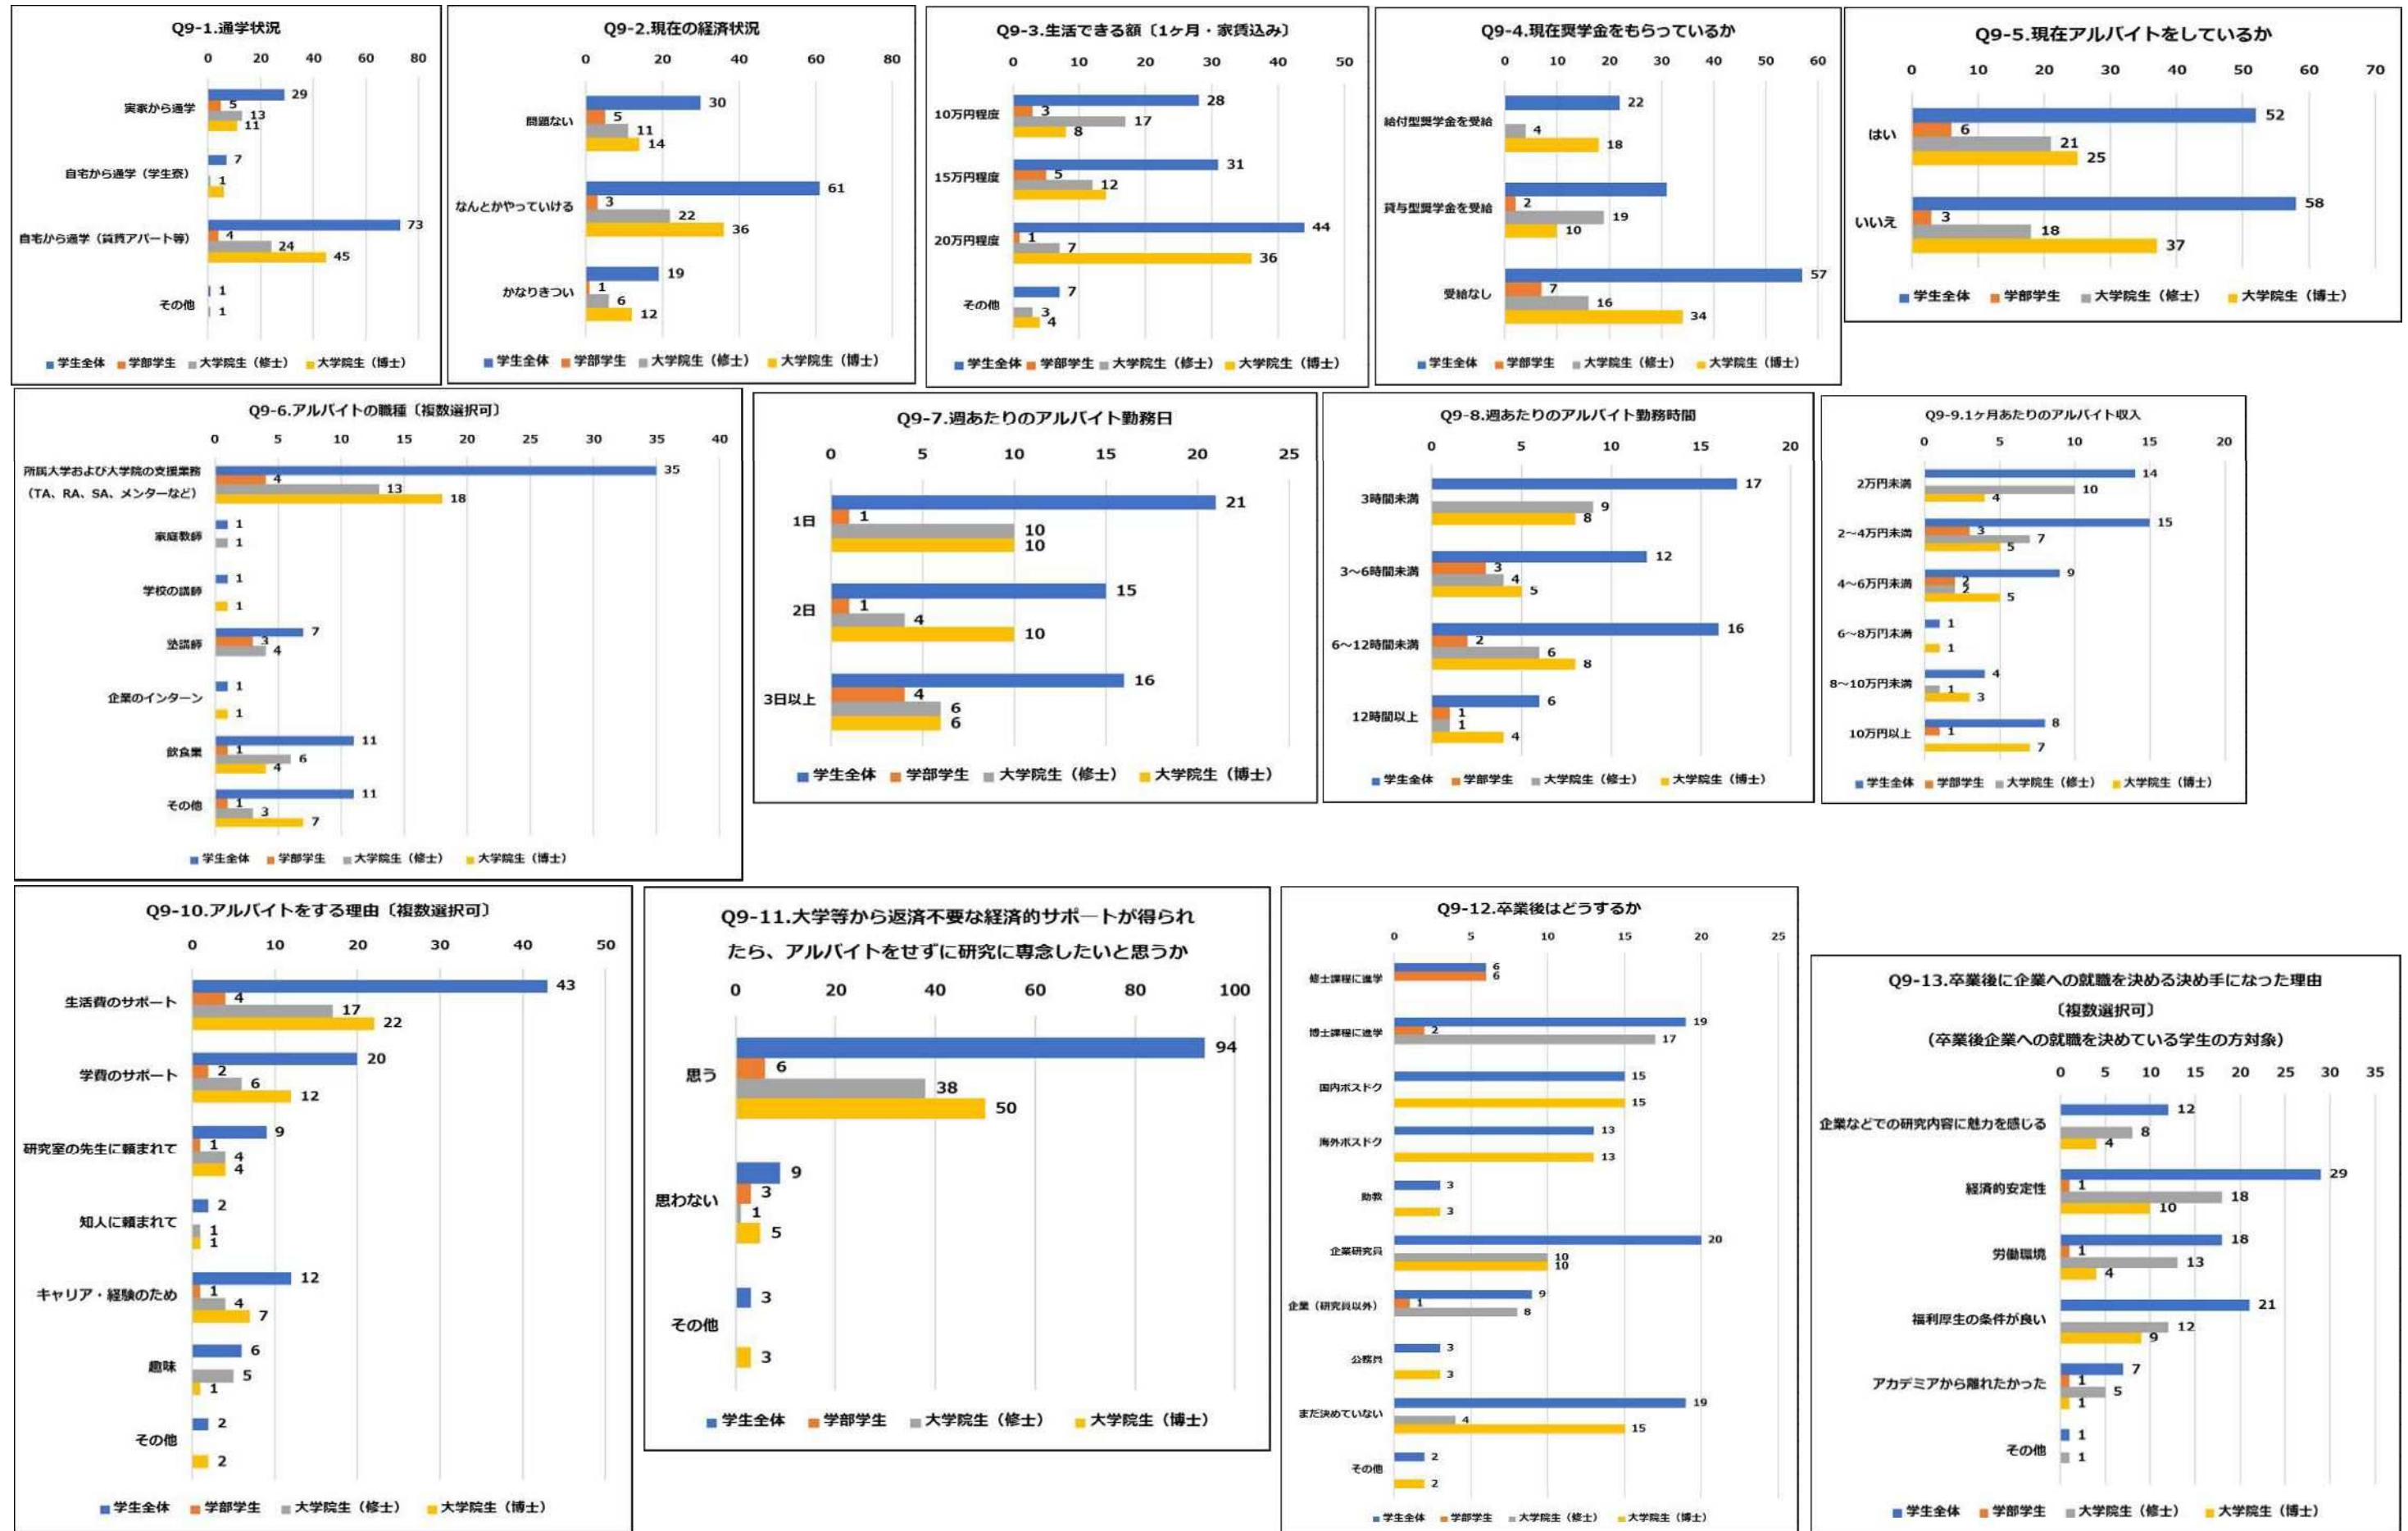 Q9-1.通学状況
0 20 40 60 80
実家から通学
29
5
13
11
自宅から通学（学生寮）
7
1
自宅から通学（賃貸アパート等）
73
4
24
45
その他
1
1
学生全体 学部学生 大学院生（修士） 大学院生（博士）
Q9-2.現在の経済状況
0 20 40 60 80
問題ない
30
5
11
14
なんとかやっていける
61
3
22
36
かなりきつい
19
1
6
12
学生全体 学部学生 大学院生（修士） 大学院生（博士）
Q9-3.生活できる額〔1ヶ月・家賃込み〕
0 10 20 30 40 50
10万円程度
28
3
17
8
15万円程度
31
5
12
20万円程度
44
1
7
36
その他
7
3
4
学生全体 学部学生 大学院生（修士） 大学院生（博士）
Q9-4.現在奨学金をもらっているか
0 10 20 30 40 50 60
給付型奨学金を受給
22
4
18
貸与型奨学金を受給
2
19
10
受給なし
57
7
16
34
学生全体 学部学生 大学院生（修士） 大学院生（博士）
Q9-5.現在アルバイトをしているか
0 10 20 30 40 50 60 70
はい
52
6
21
25
いいえ
58
3
18
37
学生全体 学部学生 大学院生（修士） 大学院生（博士）
Q9-6.アルバイトの職種〔複数選択可〕
0 5 10 15 20 25 30 35 40
所属大学および大学院の支援業務
（TA、RA、SA、メンターなど）
35
4
13
18
家庭教師
1
1
学校の講師
1
1
塾講師
7
3
4
企業のインターン
1
1
飲食業
11
1
6
4
その他
11
1
3
7
学生全体 学部学生 大学院生（修士） 大学院生（博士）
Q9-7.週あたりのアルバイト勤務日
0 5 10 15 20 25
1日
21
1
10
10
2日
15
1
4
10
3日以上
16
4
6
6
学生全体 学部学生 大学院生（修士） 大学院生（博士）
Q9-8.週あたりのアルバイト勤務時間
0 5 10 15 20
3時間未満
17
9
8
3～6時間未満
12
3
4
5
6～12時間未満
16
2
6
8
12時間以上
6
1
1
4
学生全体 学部学生 大学院生（修士） 大学院生（博士）
Q9-9.1ヶ月あたりのアルバイト収入
0 5 10 15 20
2万円未満
14
10
4
2～4万円未満
15
3
7
5
4～6万円未満
9
2
2
5
6～8万円未満
1
1
8～10万円未満
4
1
3
10万円以上
8
1
7
学生全体 学部学生 大学院生（修士） 大学院生（博士）
Q9-10.アルバイトをする理由〔複数選択可〕
0 10 20 30 40 50
生活費のサポート
43
4
17
22
学費のサポート
20
2
6
12
研究室の先生に頼まれて
9
1
4
4
知人に頼まれて
2
1
1
キャリア・経験のため
12
1
4
7
趣味
6
5
1
その他
2
2
学生全体 学部学生 大学院生（修士） 大学院生（博士）
Q9-11.大学等から返済不要な経済的サポートが得られ
たら、アルバイトをせずに研究に専念したいと思うか
0 20 40 60 80 100
思う
94
6
38
50
思わない
9
3
1
5
その他
3
3
学生全体 学部学生 大学院生（修士） 大学院生（博士）
Q9-12.卒業後はどうするか
0 5 10 15 20 25
修士課程に進学
6
6
博士課程に進学
19
2
17
国内ポスドク
15
15
海外ポスドク
13
13
助教
3
3
企業研究員
20
10
10
企業（研究員以外）
9
1
8
公務員
3
3
まだ決めていない
19
4
15
その他
2
2
学生全体 学部学生 大学院生（修士） 大学院生（博士）
Q9-13.卒業後に企業への就職を決める決め手になった理由
〔複数選択可〕
（卒業後企業への就職を決めている学生の方対象）
0 5 10 15 20 25 30 35
企業などでの研究内容に魅力を感じる
12
8
4
経済的安定性
29
1
18
10
労働環境
18
1
13
4
福利厚生の条件が良い
21
12
9
アカデミアから離れたかった
7
1
5
1
その他
1
1
学生全体 学部学生 大学院生（修士） 大学院生（博士）